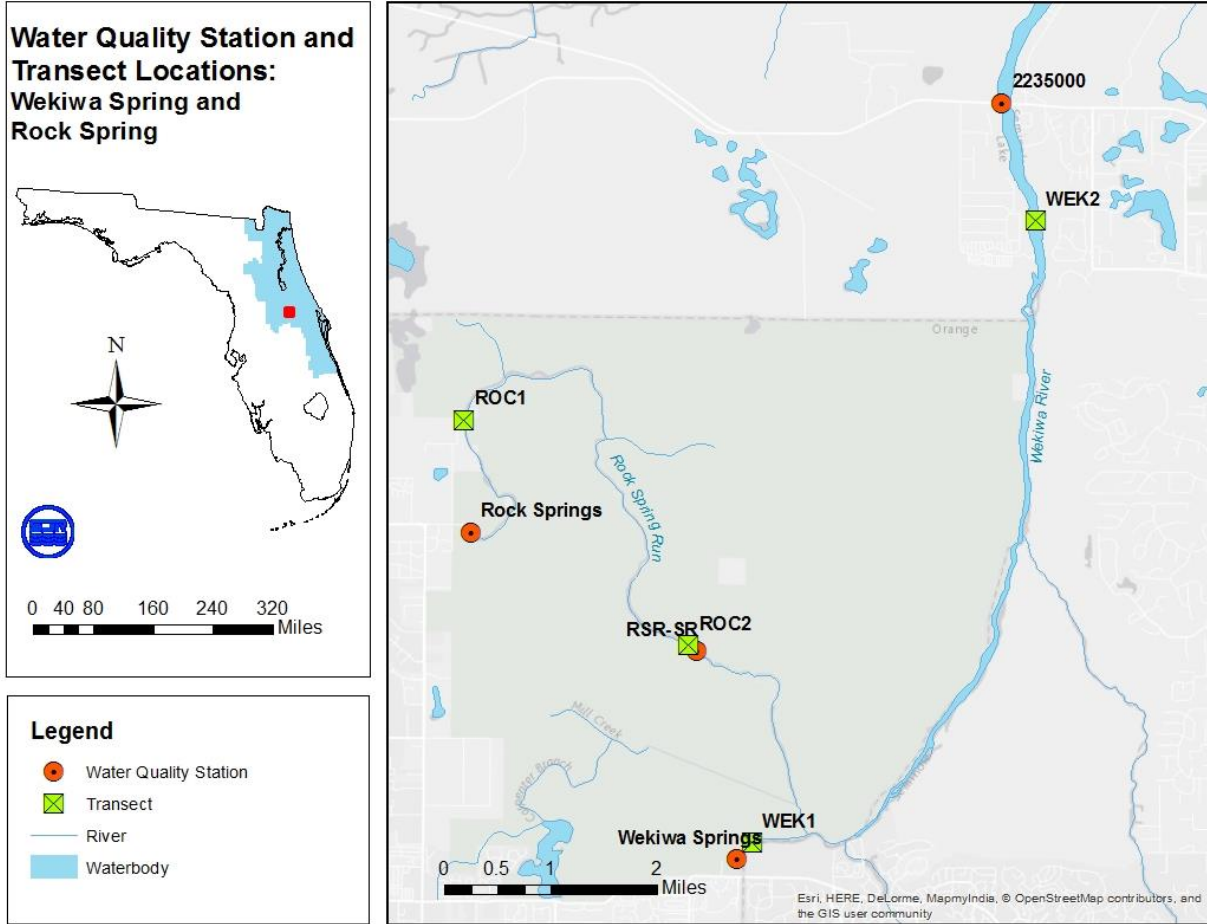 Water Quality Station and
Transect Locations:
Wekiwa Spring and
Rock Spring
N
0 40 80 160 240 320
Miles
Legend
Water Quality Station
Transect
River
Waterbody
2235000
Lake
WEK2
Orange
ROC1
Wekiwa River
Rock Springs
Rock Spring Run
RSR-SR
ROC2
Mill Creek
Carpenter Branch
WEK1
Wekiwa Springs
0 0.5 1 2
Miles
Esri, HERE, DeLorme, MapmyIndia, © OpenStreetMap contributors, and
the GIS user community